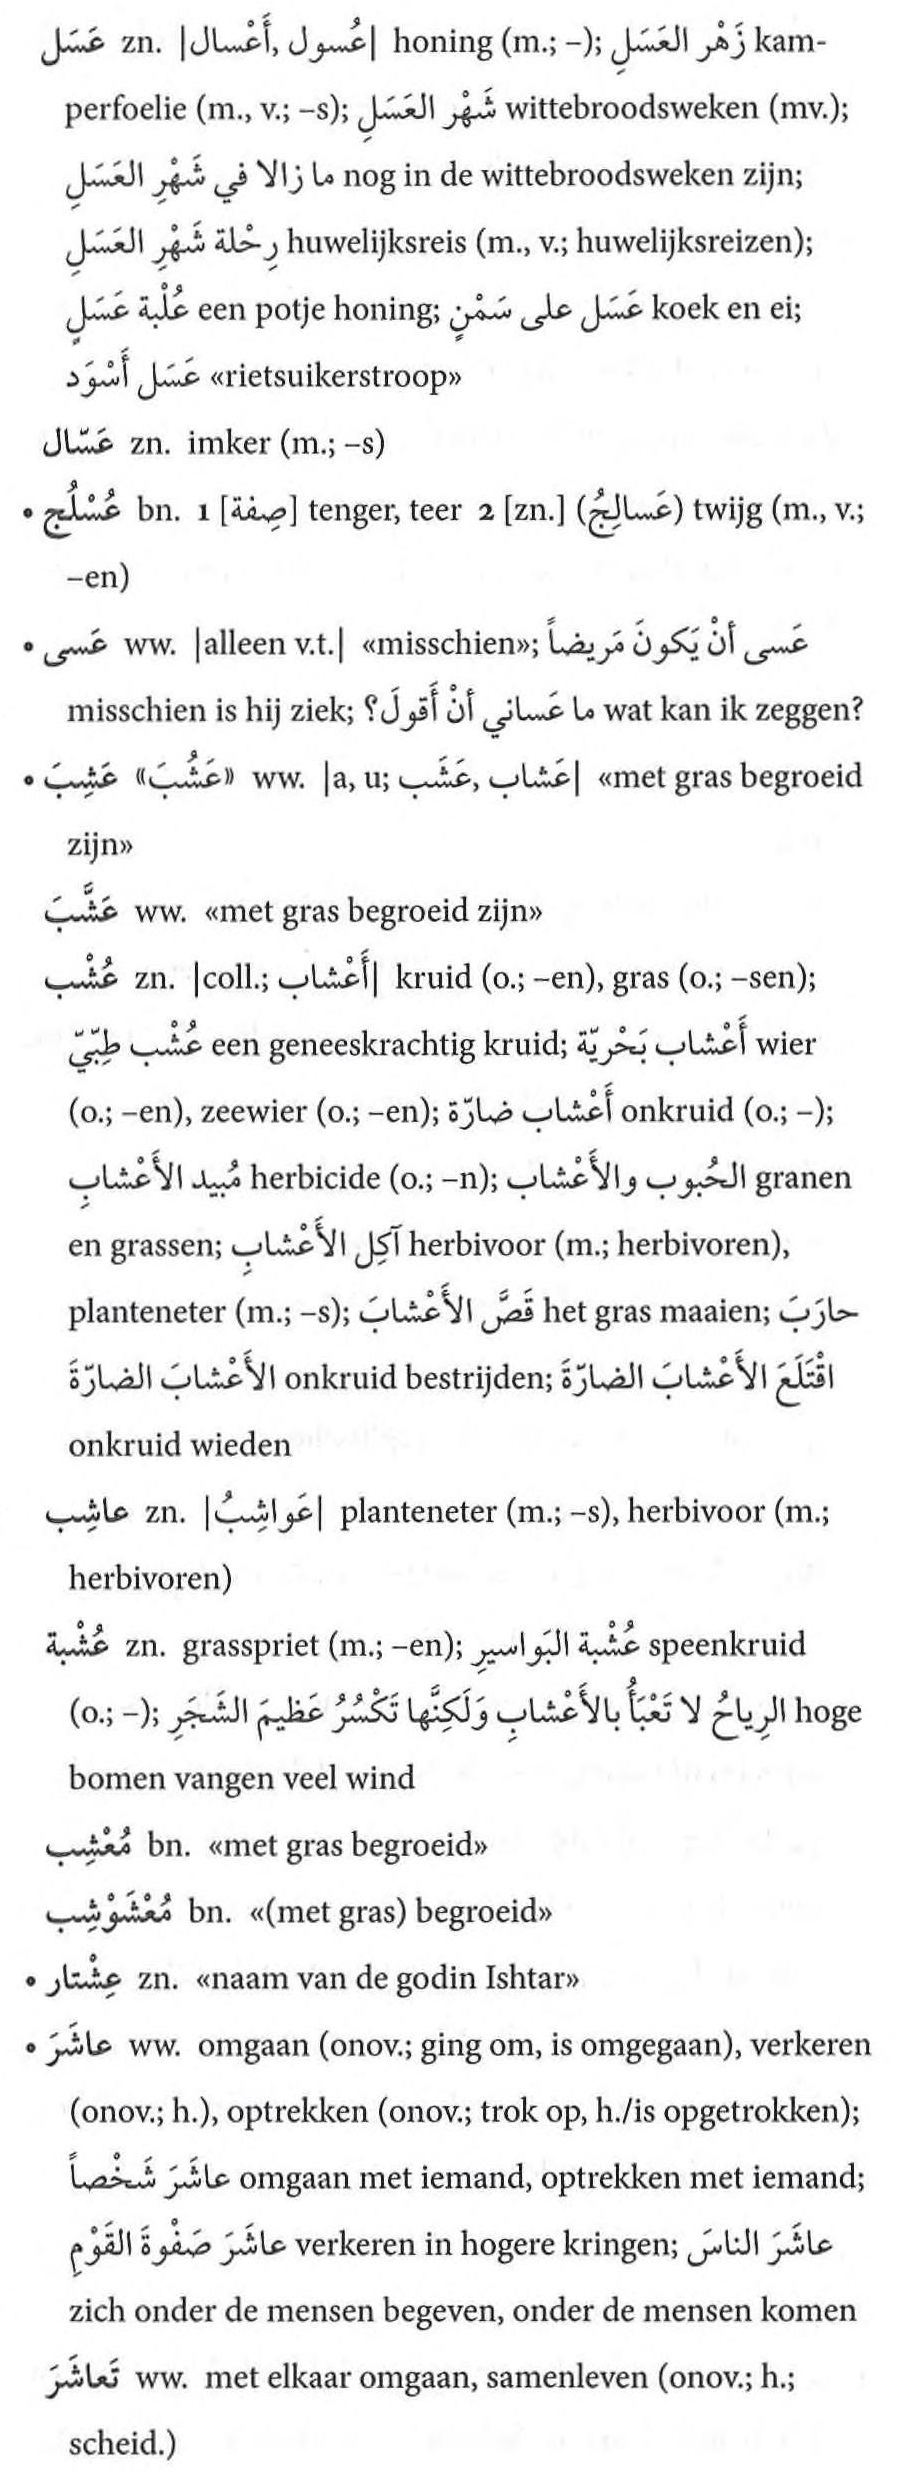 عَسَل zn. |عُسول, أَعْسال| honing (m.; –); زَهْر العَسَلِ kam-
perfoelie (m., v.; –s); شَهْر العَسَلِ wittebroodsweken (mv.);
ما زالا في شَهْرِ العَسَلِ nog in de wittebroodsweken zijn;
رِحْلة شَهْرِ العَسَلِ huwelijksreis (m., v.; huwelijksreizen);
عُلْبة عَسَلٍ een potje honing; عَسَل على سَمْنٍ koek en ei;
عَسَل أَسْوَد «rietsuikerstroop»
عَسّال zn. imker (m.; –s)
• عُسْلُج bn. 1 [صِفة] tenger, teer 2 [zn.] (عَسالِجُ) twijg (m., v.;
–en)
• عَسى ww. |alleen v.t.| «misschien»; عَسى أنْ يَكونَ مَريضاً
misschien is hij ziek; ما عَساني أنْ أَقولَ؟ wat kan ik zeggen?
• عَشِبَ «عَشُبَ» ww. |a, u; عَشَب, عَشاب| «met gras begroeid
zijn»
عَشَّبَ ww. «met gras begroeid zijn»
عُشْب zn. |coll.; أَعْشاب| kruid (o.; –en), gras (o.; –sen);
عُشْب طِبّيّ een geneeskrachtig kruid; أَعْشاب بَحْريّة wier
(o.; –en), zeewier (o.; –en); أَعْشاب ضارّة onkruid (o.; –);
مُبيد الأَعْشابِ herbicide (o.; –n); الحُبوب والأَعْشاب granen
en grassen; آكِل الأَعْشابِ herbivoor (m.; herbivoren),
planteneter (m.; –s); قَصَّ الأَعْشابَ het gras maaien; حارَبَ
الأَعْشابَ الضارّةَ onkruid bestrijden; اقْتَلَعَ الأَعْشابَ الضارّةَ
onkruid wieden
عاشِب zn. |عَواشِبُ| planteneter (m.; –s), herbivoor (m.;
herbivoren)
عُشْبة zn. grasspriet (m.; –en); عُشْبة البَواسيرِ speenkruid
(o.; –); الرِياحُ لا تَعْبَأُ بالأَعْشابِ وَلَكِنَّها تَكْسُرُ عَظيمَ الشَجَرِ hoge
bomen vangen veel wind
مُعْشِب bn. «met gras begroeid»
مُعْشَوْشِب bn. «(met gras) begroeid»
• عِشْتار zn. «naam van de godin Ishtar»
• عاشَرَ ww. omgaan (onov.; ging om, is omgegaan), verkeren
(onov.; h.), optrekken (onov.; trok op, h./is opgetrokken);
عاشَرَ شَخْصاً omgaan met iemand, optrekken met iemand;
عاشَرَ صَفْوةَ القَوْمِ verkeren in hogere kringen; عاشَرَ الناسَ
zich onder de mensen begeven, onder de mensen komen
تَعاشَرَ ww. met elkaar omgaan, samenleven (onov.; h.;
scheid.)